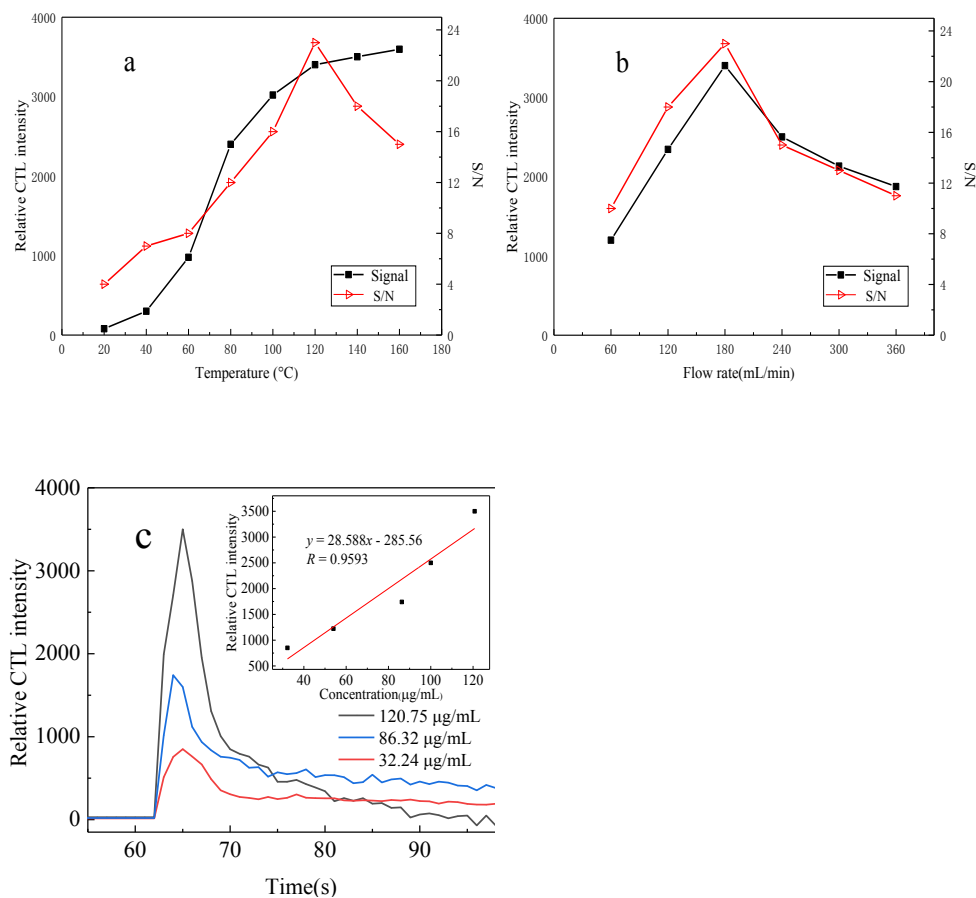 a
4000
3000
2000
1000
0
Relative CTL intensity
24
20
16
12
8
4
0
S/N
Signal
S/N
0 20 40 60 80 100 120 140 160 180
Temperature (°C)
b
4000
3000
2000
1000
0
Relative CTL intensity
24
20
16
12
8
4
0
S/N
Signal
S/N
0 60 120 180 240 300 360
Flow rate(mL/min)
c
4000
3000
2000
1000
0
Relative CTL intensity
3500
3000
2500
2000
1500
1000
500
Relative CTL intensity
y = 28.588x - 285.56
R = 0.9593
40 60 80 100 120
Concentration(μg/mL)
120.75 μg/mL
86.32 μg/mL
32.24 μg/mL
60 70 80 90
Time(s)